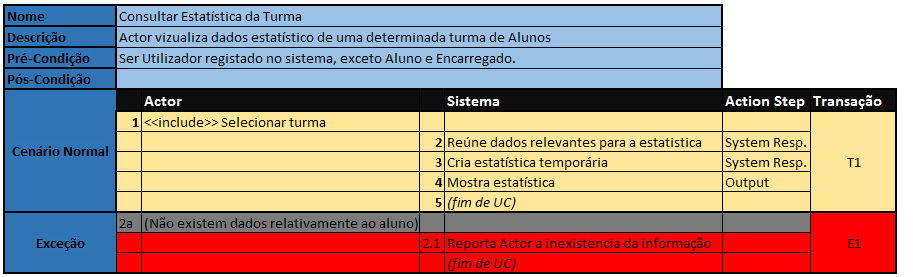 Nome Consultar Estatística da Turma
Descrição Actor vizualiza dados estatístico de uma determinada turma de Alunos
Pré-Condição Ser Utilizador registado no sistema, exceto Aluno e Encarregado.
Pós-Condição
Actor Sistema Action Step Transação
1 <<include>> Selecionar turma
2 Reúne dados relevantes para a estatistica System Resp.
Cenário Normal 3 Cria estatística temporária System Resp. T1
4 Mostra estatística Output
5 (fim de UC)
2a (Não existem dados relativamente ao aluno)
Exceção 2.1 Reporta Actor a inexistencia da informação E1
(fim de UC)